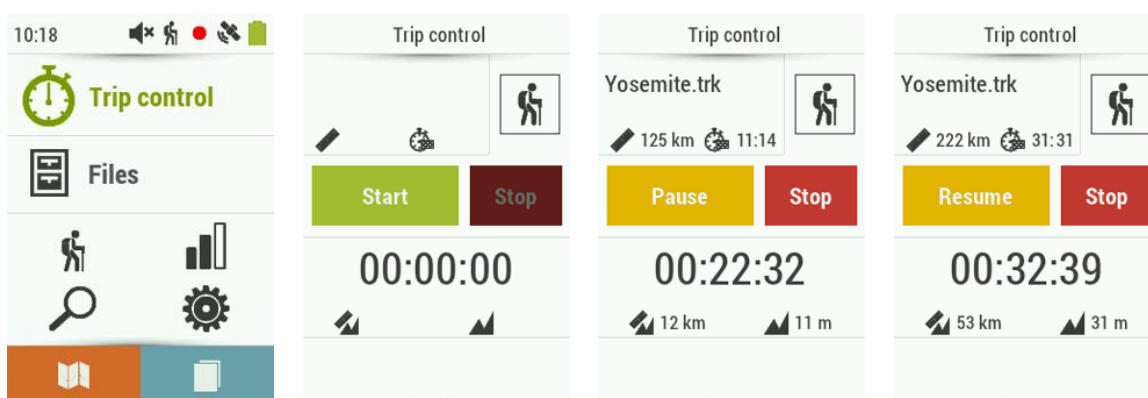 10:18
Trip control
Files
Trip control
Start Stop
00:00:00
Trip control
Yosemite.trk
125 km 11:14
Pause Stop
00:22:32
12 km 11 m
Trip control
Yosemite.trk
222 km 31:31
Resume Stop
00:32:39
53 km 31 m